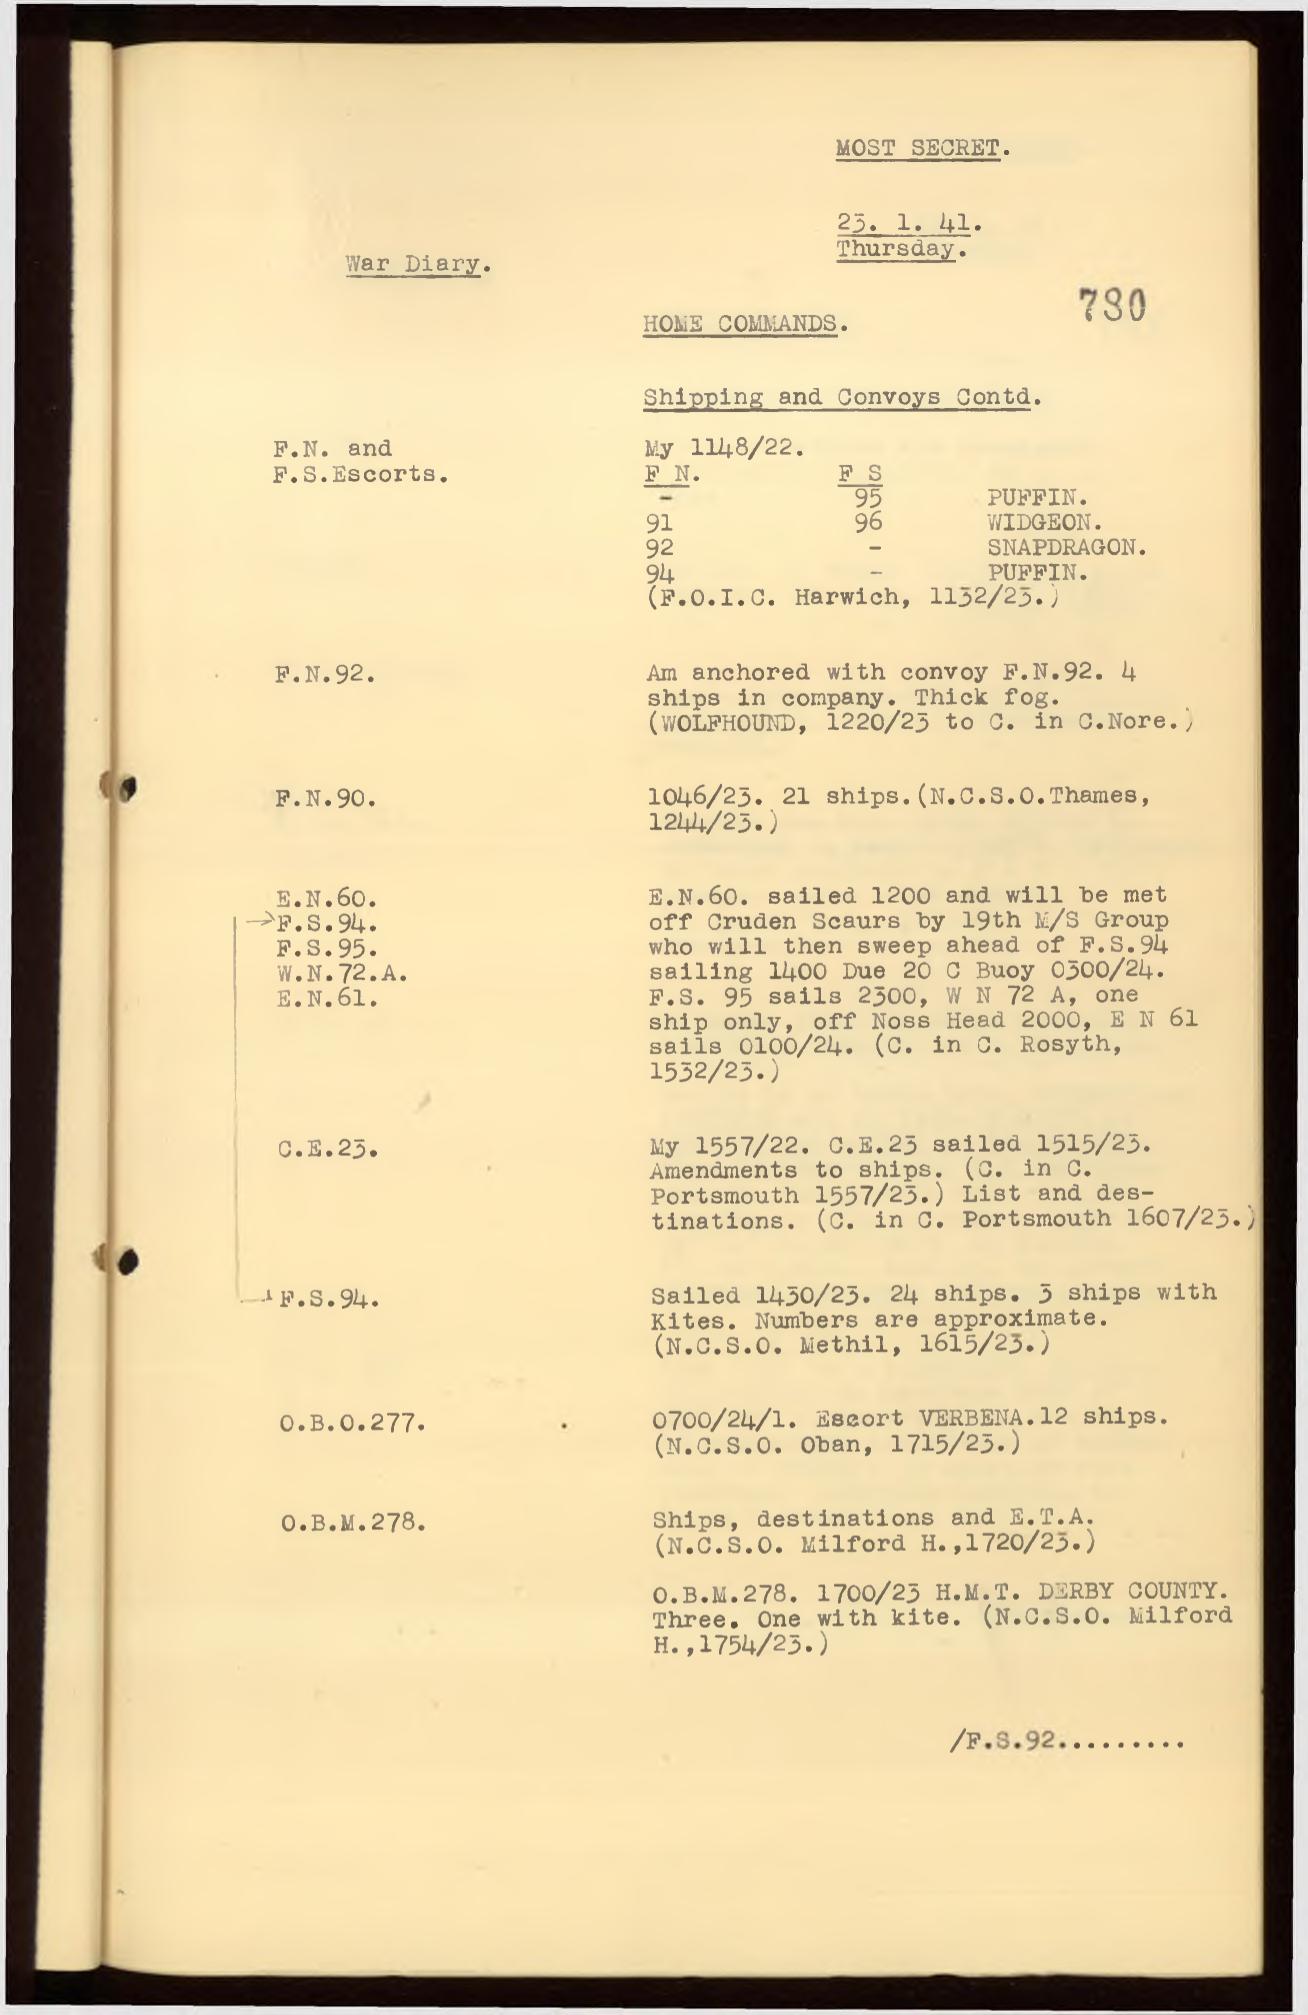 MOST SECRET.
23. 1. 41.
Thursday.
War Diary.
780
HOME COMMANDS.
Shipping and Convoys Contd.
F.N. and My 1148/22.
F.S.Escorts. F N. F S
- 95 PUFFIN.
91 96 WIDGEON.
92 - SNAPDRAGON.
94 - PUFFIN.
(F.O.I.C. Harwich, 1132/23.)
F.N.92. Am anchored with convoy F.N.92. 4
ships in company. Thick fog.
(WOLFHOUND, 1220/23 to C. in C.Nore.)
F.N.90. 1046/23. 21 ships.(N.C.S.O.Thames,
1244/23.)
E.N.60. E.N.60. sailed 1200 and will be met
F.S.94. off Cruden Scaurs by 19th M/S Group
F.S.95. who will then sweep ahead of F.S.94
W.N.72.A. sailing 1400 Due 20 C Buoy 0300/24.
E.N.61. F.S. 95 sails 2300, W N 72 A, one
ship only, off Noss Head 2000, E N 61
sails 0100/24. (C. in C. Rosyth,
1532/23.)
C.E.23. My 1557/22. C.E.23 sailed 1515/23.
Amendments to ships. (C. in C.
Portsmouth 1557/23.) List and des-
tinations. (C. in C. Portsmouth 1607/23.)
F.S.94. Sailed 1430/23. 24 ships. 3 ships with
Kites. Numbers are approximate.
(N.C.S.O. Methil, 1615/23.)
O.B.O.277. 0700/24/1. Escort VERBENA.12 ships.
(N.C.S.O. Oban, 1715/23.)
O.B.M.278. Ships, destinations and E.T.A.
(N.C.S.O. Milford H.,1720/23.)
O.B.M.278. 1700/23 H.M.T. DERBY COUNTY.
Three. One with kite. (N.C.S.O. Milford
H.,1754/23.)
/F.S.92.........